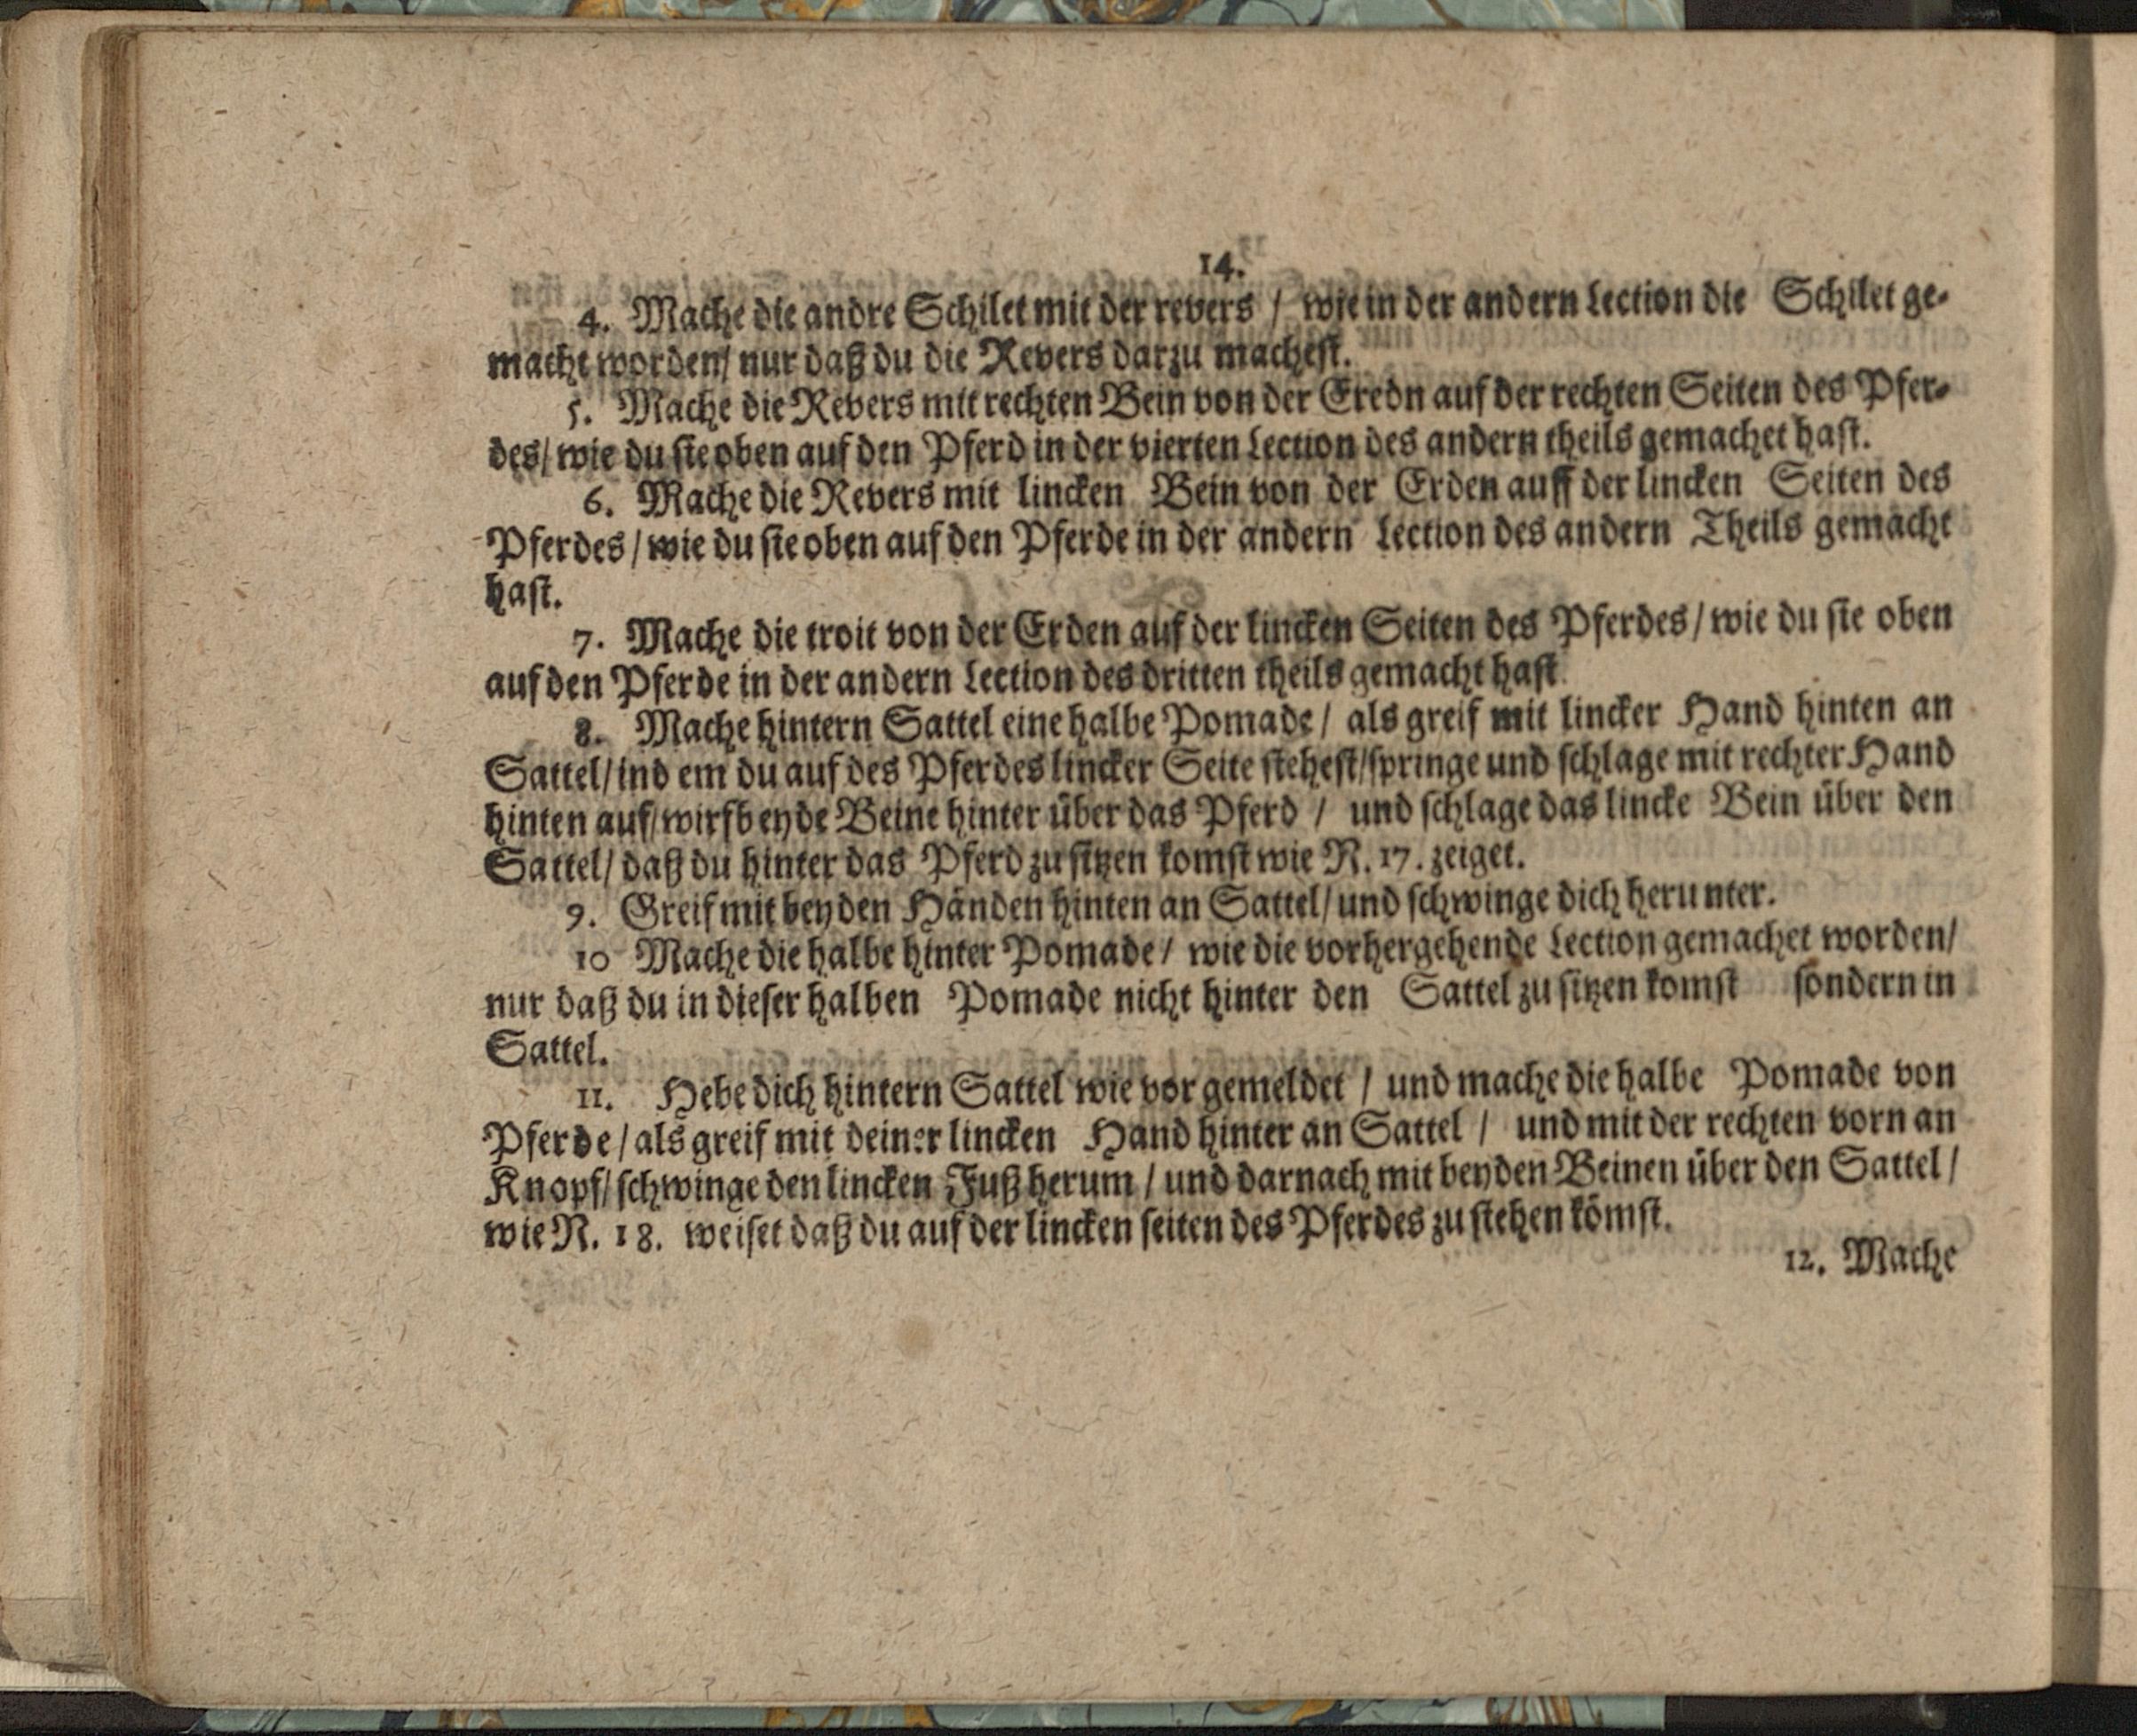 14.
4. Mache die andre Schilet mit der revers / wie in der andern Lection die Schilet ge-
macht worden/ nur daß du die Revers darzu machest.
5. Mache die Revers mit rechten Bein von der Eredn auf der rechten Seiten des Pfer-
des/ wie du sie oben auf den Pferd in der vierten Lection des andern theils gemachet hast.
6. Mache die Revers mit lincken Bein von der Erden auff der lincken Seiten des
Pferdes / wie du sie oben auf den Pferde in der andern Lection des andern Theils gemacht
hast.
7. Mache die troit von der Erden auf der lincken Seiten des Pferdes / wie du sie oben
auf den Pferde in der andern Lection des dritten theils gemacht hast
8. Mache hintern Sattel eine halbe Pomade / als greif mit lincker Hand hinten an
Sattel/ ind em du auf des Pferdes lincker Seite stehest/springe und schlage mit rechter Hand
hinten auf/wirf beyde Beine hinter über das Pferd / und schlage das lincke Bein über den
Sattel/ daß du hinter das Pferd zu sitzen komst wie N. 17. zeiget.
9. Greif mit beyden Händen hinten an Sattel/ und schwinge dich herunter.
10 Mache die halbe hinter Pomade / wie die vorhergehende Lection gemachet worden/
nur daß du in dieser halben Pomade nicht hinter den Sattel zu sitzen komst sondern in
Sattel.
11. Hebe dich hintern Sattel wie vor gemeldet / und mache die halbe Pomade von
Pferde / als greif mit deiner lincken Hand hinter an Sattel / und mit der rechten vorn an
Knopf/ schwinge den lincken Fuß herum / und darnach mit beyden Beinen über den Sattel /
wie N. 18. weiset daß du auf der lincken seiten des Pferdes zu stehen kömst.
12. Mache